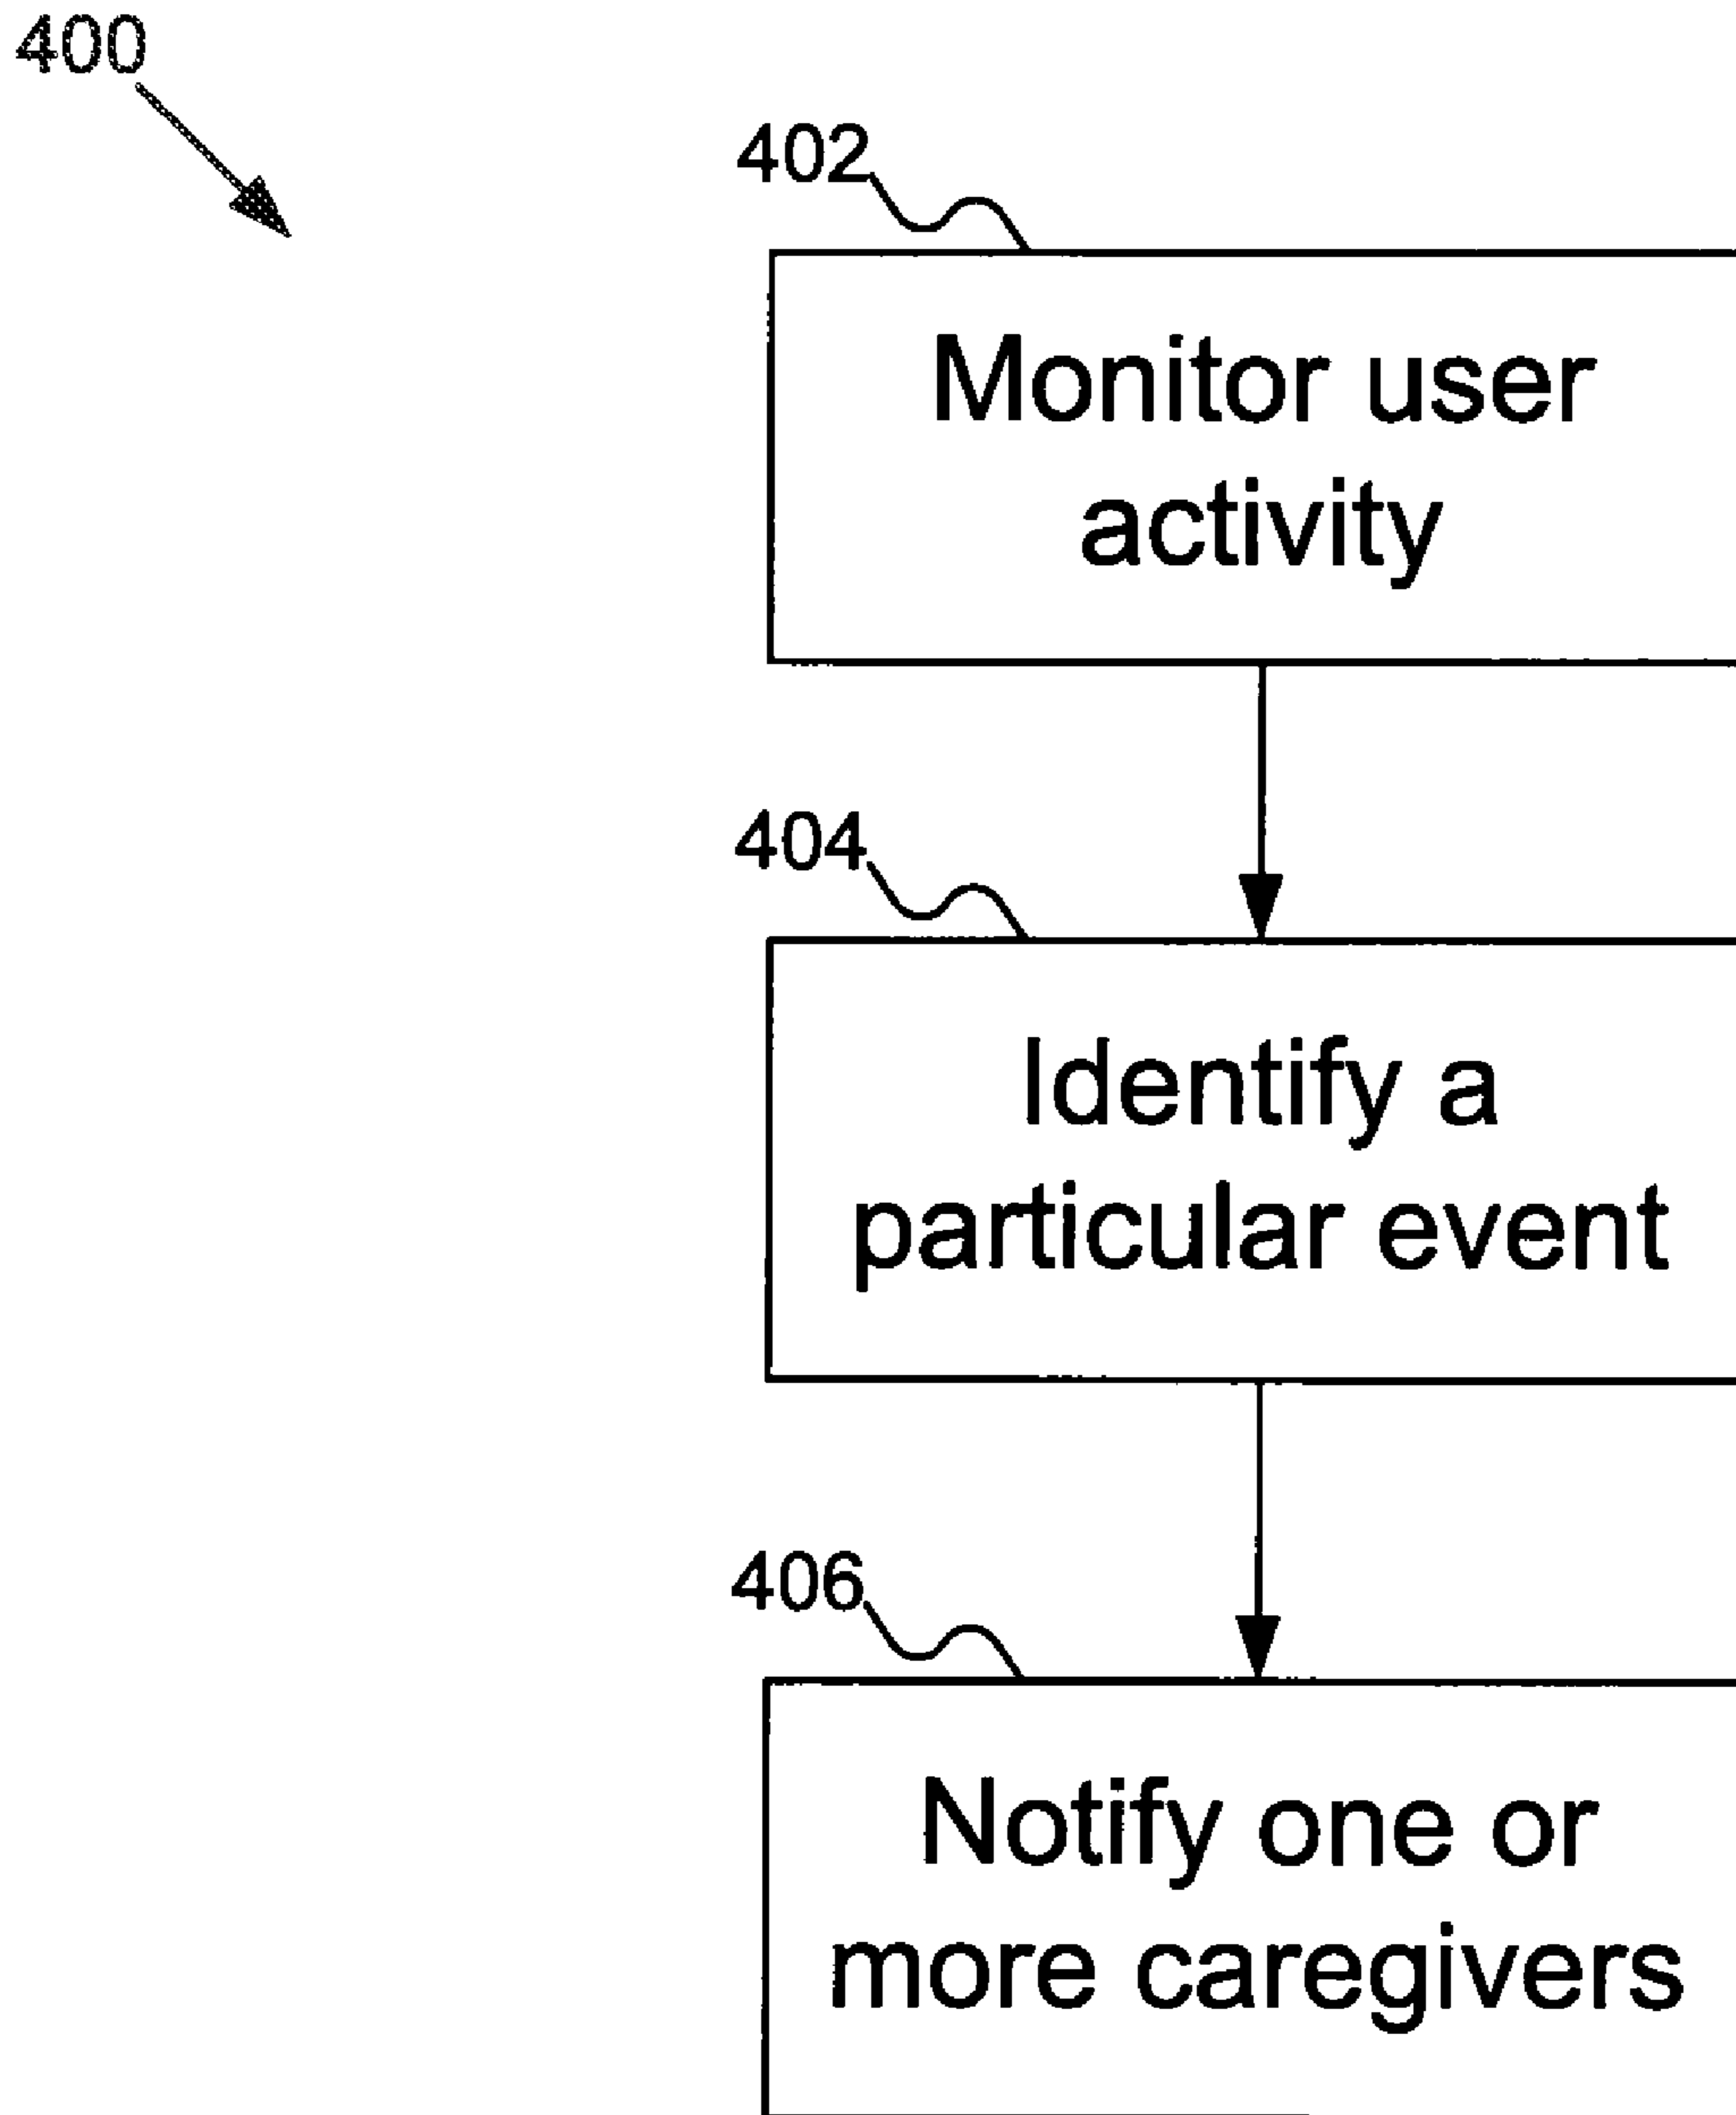 400
402
Monitor user
activity
404
Identify a
particular event
406
Notify one or
more caregivers